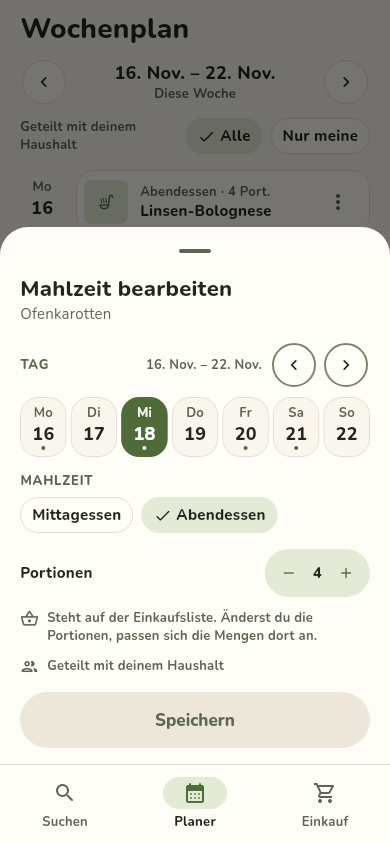 Wochenplan
16. Nov. – 22. Nov.
Diese Woche
Geteilt mit deinem
Haushalt
Alle
Nur meine
Mo
16
Abendessen · 4 Port.
Linsen-Bolognese
Mahlzeit bearbeiten
Ofenkarotten
TAG
16. Nov. – 22. Nov.
Mo Di Mi Do Fr Sa So
16 17 18 19 20 21 22
MAHLZEIT
Mittagessen
Abendessen
Portionen
− 4 +
Steht auf der Einkaufsliste. Änderst du die
Portionen, passen sich die Mengen dort an.
Geteilt mit deinem Haushalt
Speichern
Suchen
Planer
Einkauf